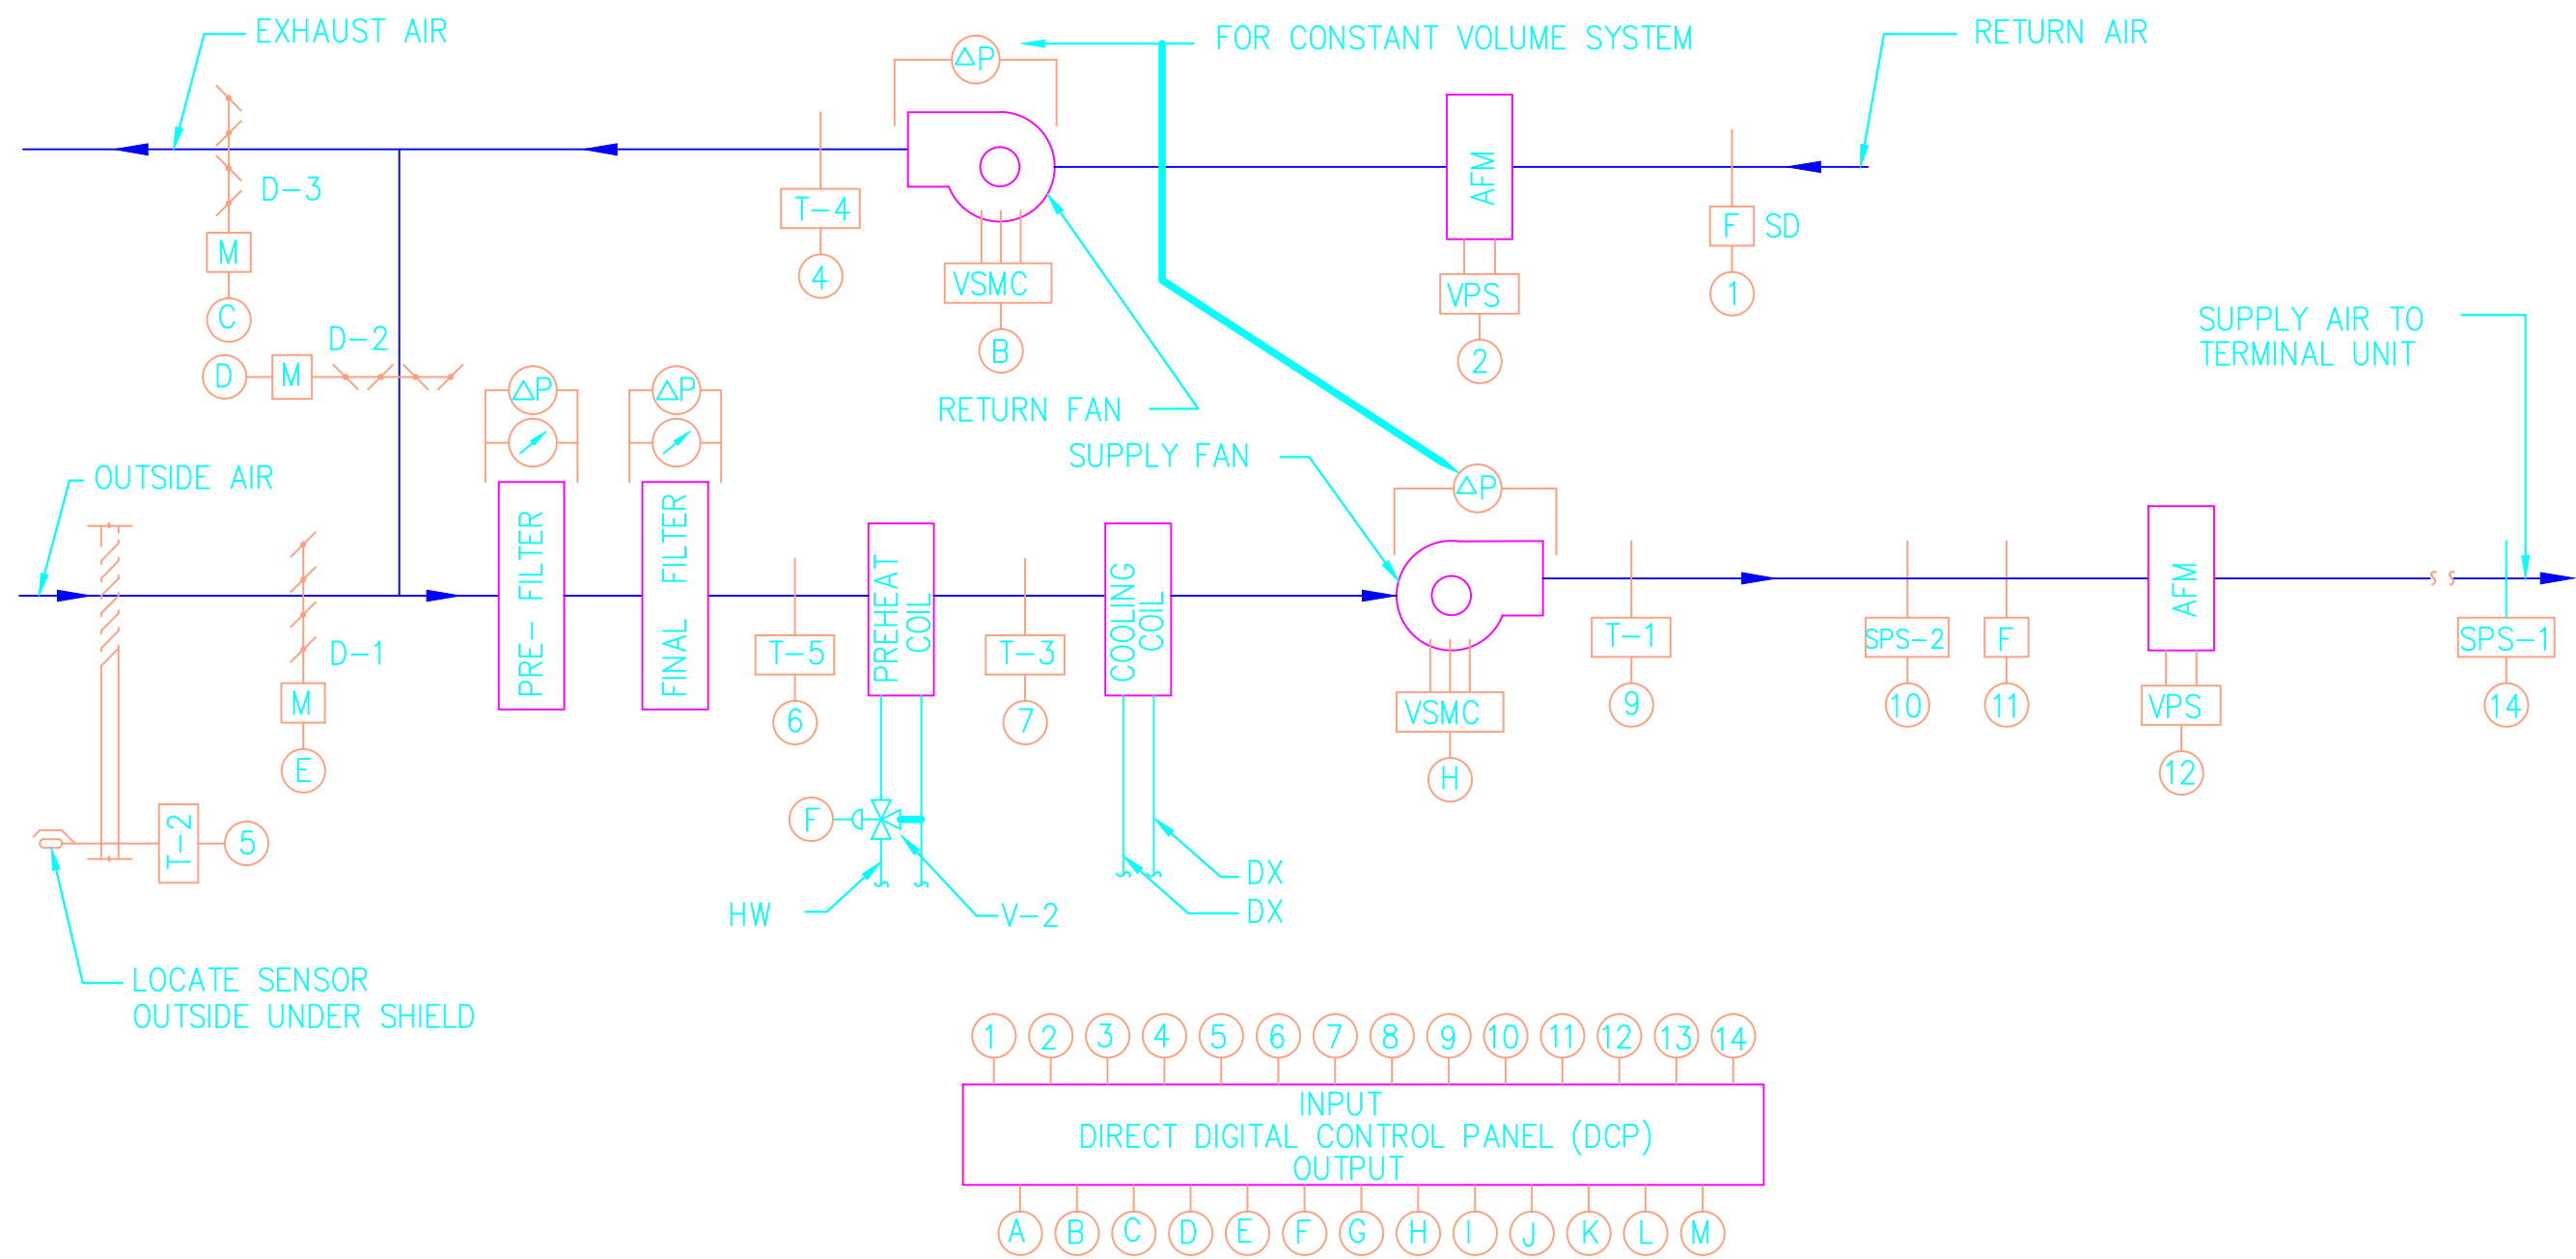 EXHAUST AIR
FOR CONSTANT VOLUME SYSTEM
RETURN AIR
△P
D-3
T-4
AFM
F SD
M
VSMC
VPS
4
1
C
B
2
D-2
D M
SUPPLY AIR TO
TERMINAL UNIT
△P
△P
RETURN FAN
SUPPLY FAN
OUTSIDE AIR
△P
PRE- FILTER
FINAL FILTER
PREHEAT
COIL
COOLING
COIL
AFM
D-1
T-5
T-3
T-1
SPS-2
F
SPS-1
M
VSMC
VPS
6
7
9
10
11
14
E
H
12
T-2
5
F
DX
HW
V-2
DX
LOCATE SENSOR
OUTSIDE UNDER SHIELD
1 2 3 4 5 6 7 8 9 10 11 12 13 14
INPUT
DIRECT DIGITAL CONTROL PANEL (DCP)
OUTPUT
A B C D E F G H I J K L M